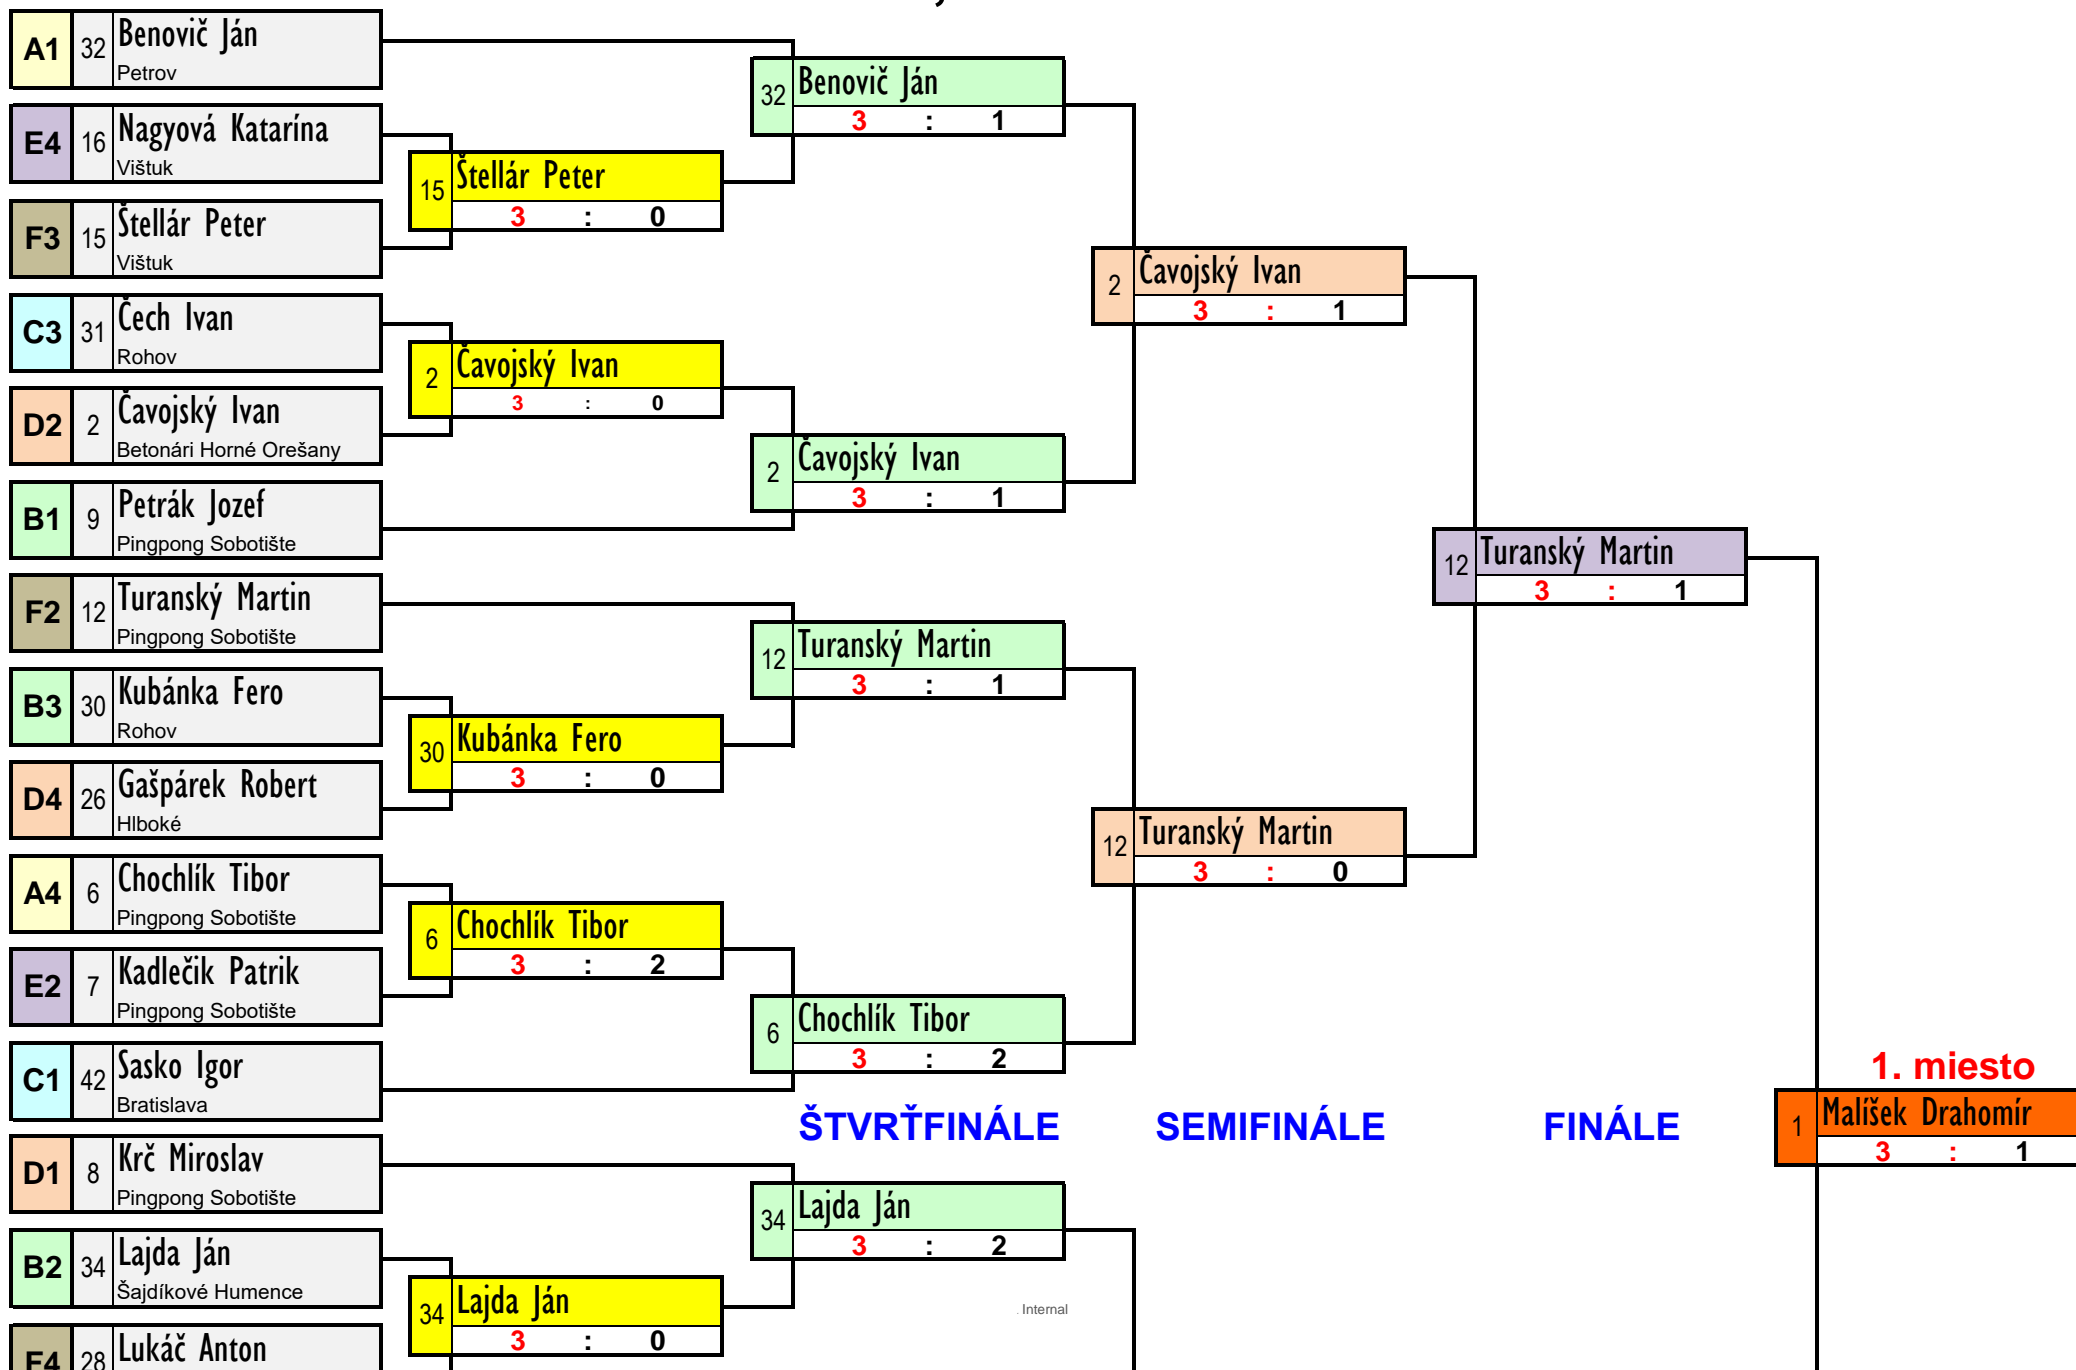 A1 32 Benovič Ján
Petrov
E4 16 Nagyová Katarína
Vištuk
F3 15 Štellár Peter
Vištuk
C3 31 Čech Ivan
Rohov
D2 2 Čavojský Ivan
Betonári Horné Orešany
B1 9 Petrák Jozef
Pingpong Sobotište
F2 12 Turanský Martin
Pingpong Sobotište
B3 30 Kubánka Fero
Rohov
D4 26 Gašpárek Robert
Hlboké
A4 6 Chochlík Tibor
Pingpong Sobotište
E2 7 Kadlečik Patrik
Pingpong Sobotište
C1 42 Sasko Igor
Bratislava
D1 8 Krč Miroslav
Pingpong Sobotište
B2 34 Lajda Ján
Šajdíkové Humence
28 Lukáč Anton
15 Štellár Peter
3 : 0
2 Čavojský Ivan
3 : 0
30 Kubánka Fero
3 : 0
6 Chochlík Tibor
3 : 2
34 Lajda Ján
3 : 0
32 Benovič Ján
3 : 1
2 Čavojský Ivan
3 : 1
12 Turanský Martin
3 : 1
6 Chochlík Tibor
3 : 2
ŠTVRŤFINÁLE
34 Lajda Ján
3 : 2
Internal
2 Čavojský Ivan
3 : 1
12 Turanský Martin
3 : 0
SEMIFINÁLE
12 Turanský Martin
3 : 1
FINÁLE
1. miesto
1 Malíšek Drahomír
3 : 1